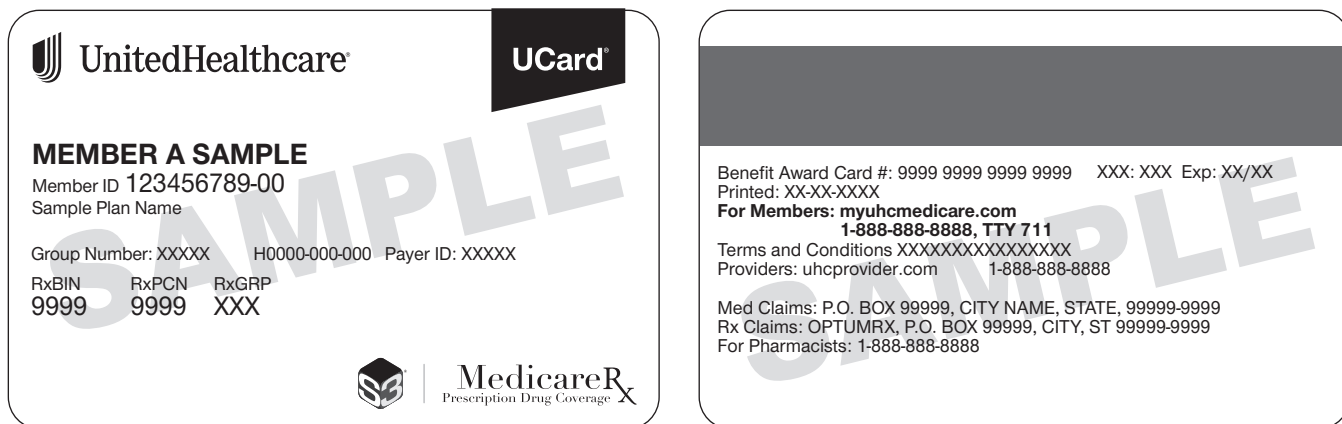 UnitedHealthcare®
UCard®
MEMBER A SAMPLE
Member ID 123456789-00
Sample Plan Name
Group Number: XXXXX H0000-000-000 Payer ID: XXXXX
RxBIN RxPCN RxGRP
9999 9999 XXX
SAMPLE
S3
MedicareRx
Prescription Drug Coverage
Benefit Award Card #: 9999 9999 9999 9999 XXX: XXX Exp: XX/XX
Printed: XX-XX-XXXX
For Members: myuhcmedicare.com
1-888-888-8888, TTY 711
Terms and Conditions XXXXXXXXXXXXXXXX
Providers: uhcprovider.com 1-888-888-8888
Med Claims: P.O. BOX 99999, CITY NAME, STATE, 99999-9999
Rx Claims: OPTUMRX, P.O. BOX 99999, CITY, ST 99999-9999
For Pharmacists: 1-888-888-8888
SAMPLE